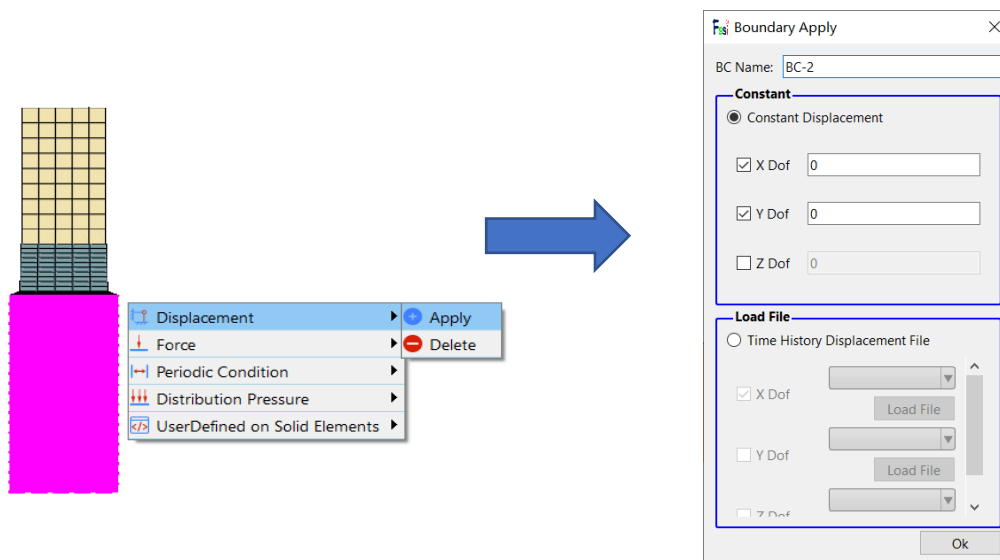 Fssi Boundary Apply
BC Name: BC-2
Constant
Constant Displacement
X Dof 0
Y Dof 0
Z Dof 0
Displacement
Apply
Force
Delete
Periodic Condition
Distribution Pressure
</> UserDefined on Solid Elements
Load File
Time History Displacement File
X Dof
Load File
Y Dof
Load File
Z Dof
Ok